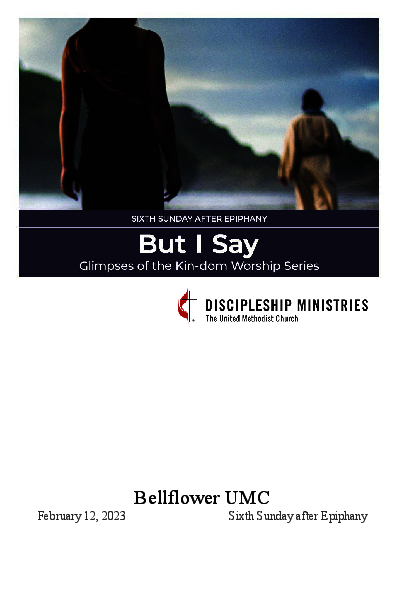 SIXTH SUNDAY AFTER EPIPHANY
But I Say
Glimpses of the Kin-dom Worship Series
DISCIPLESHIP MINISTRIES
The United Methodist Church
Bellflower UMC
February 12, 2023 Sixth Sunday after Epiphany